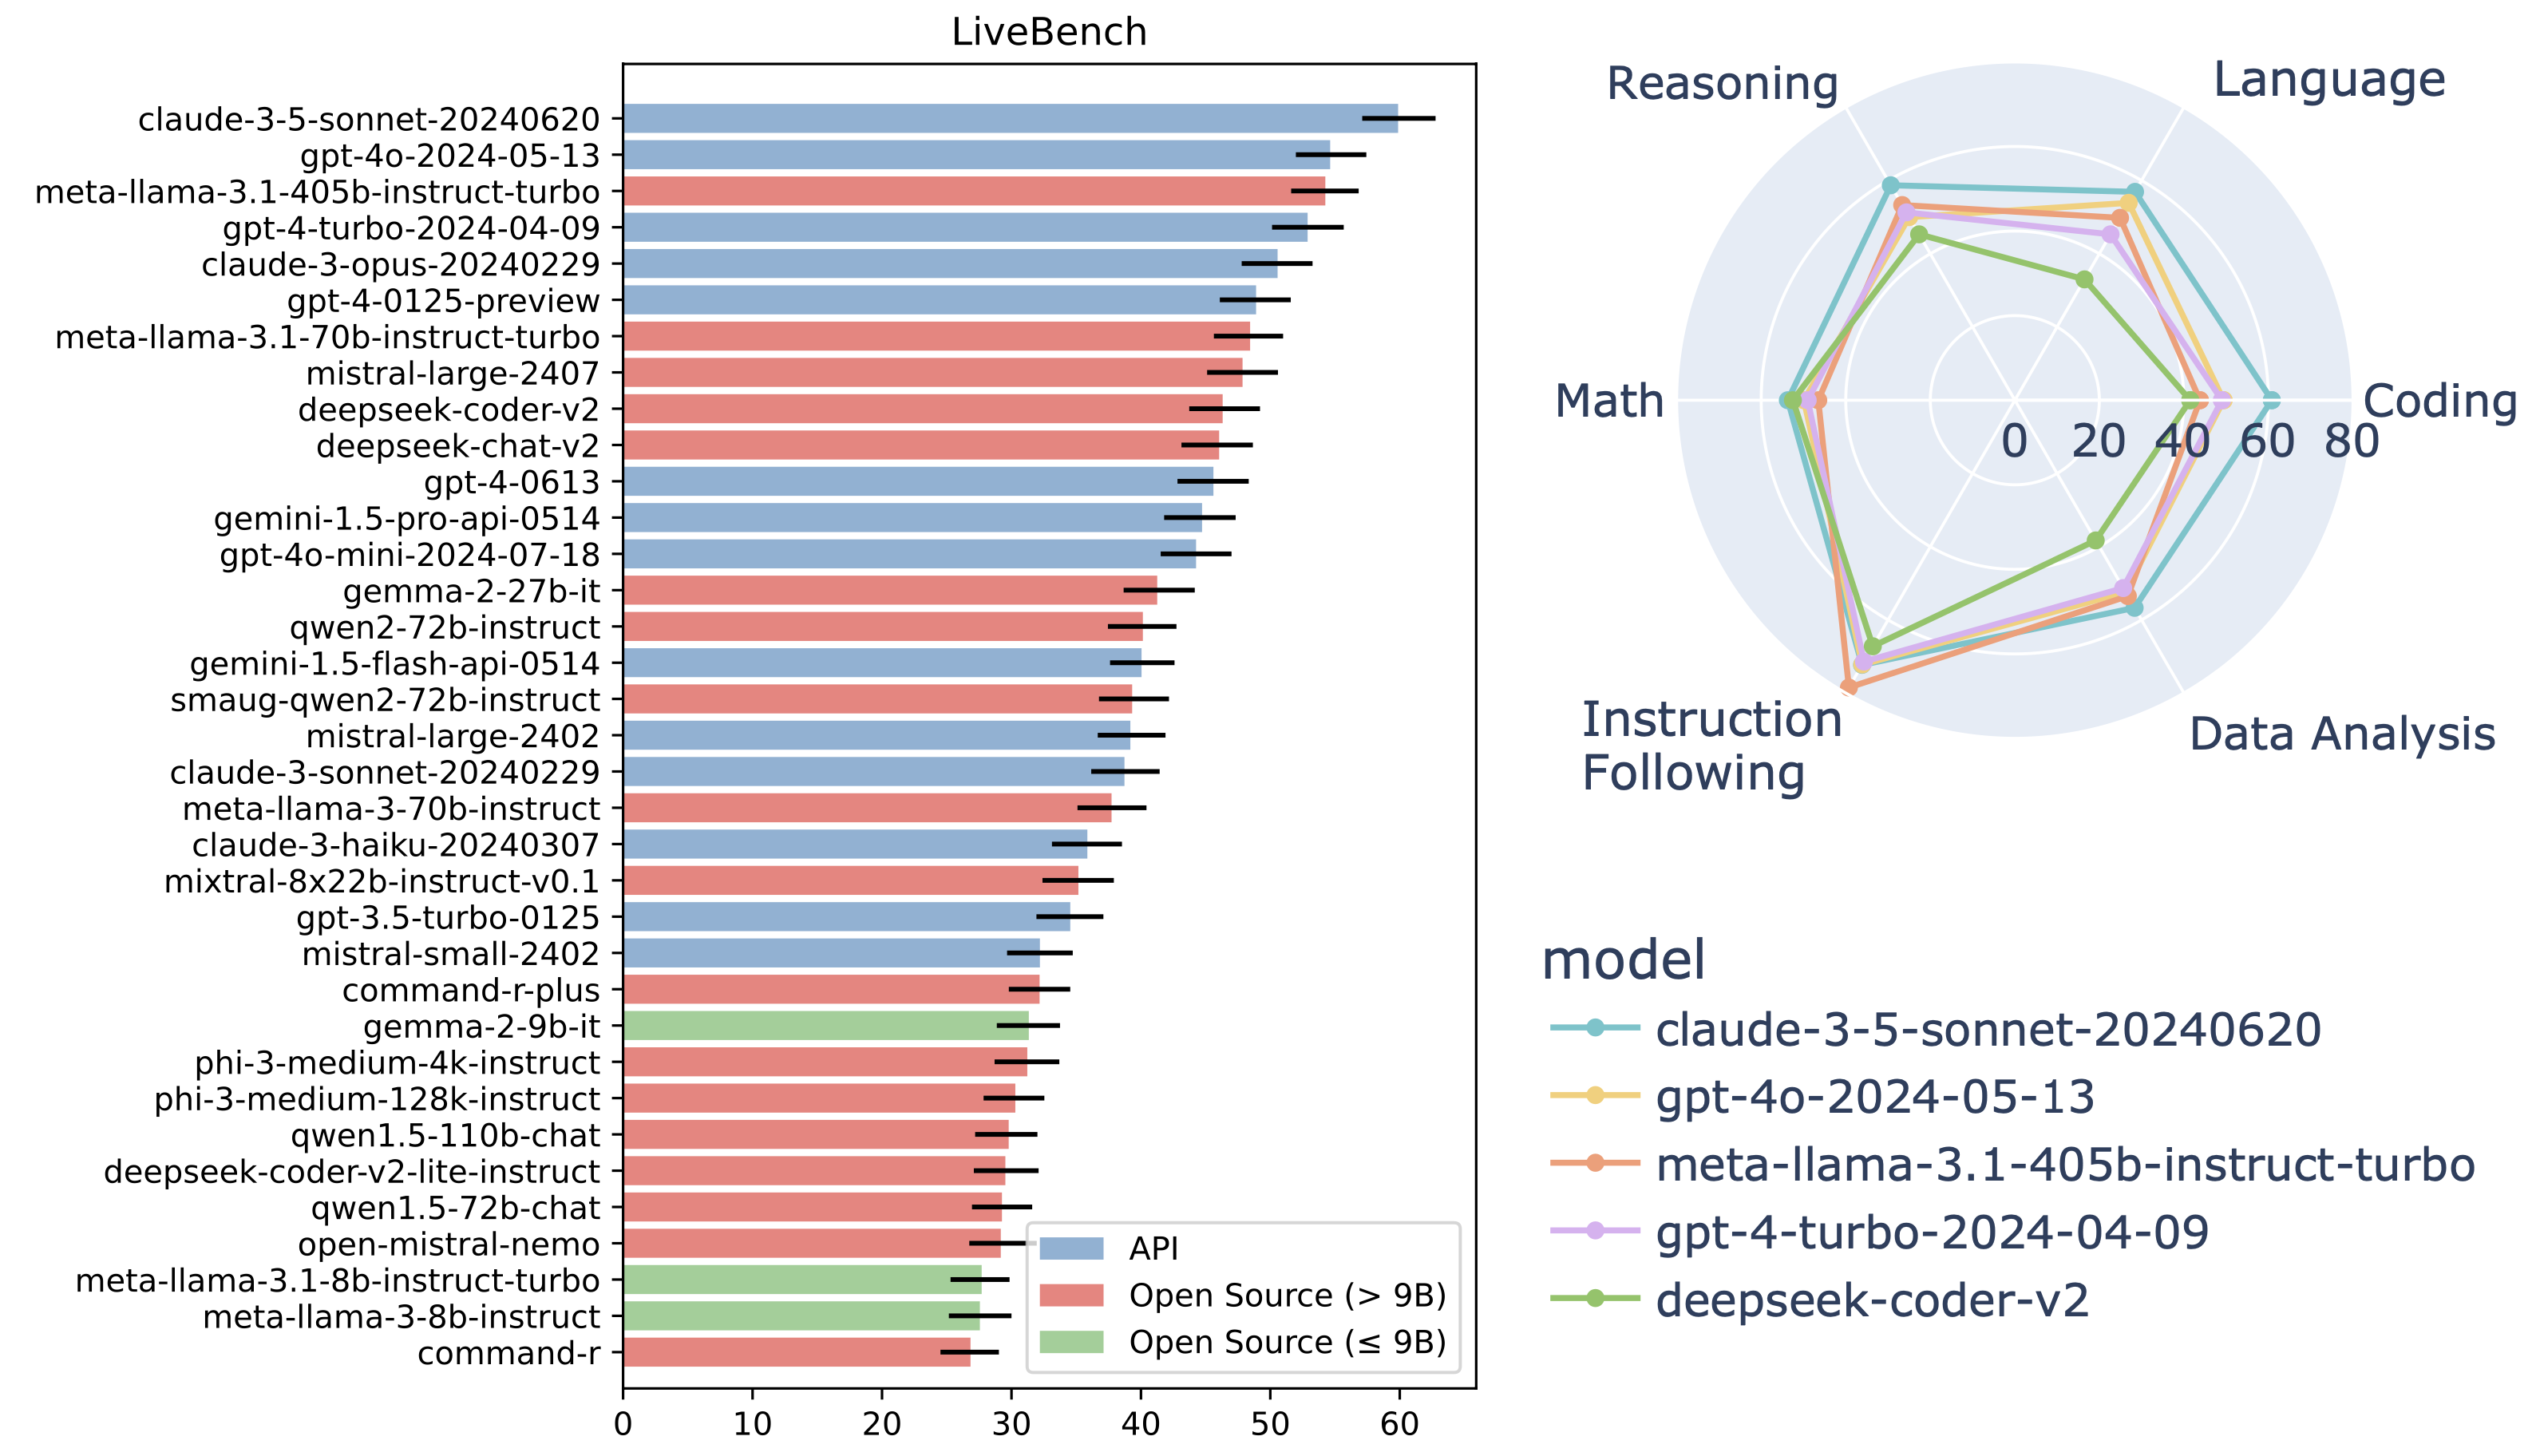 LiveBench
claude-3-5-sonnet-20240620
gpt-4o-2024-05-13
meta-llama-3.1-405b-instruct-turbo
gpt-4-turbo-2024-04-09
claude-3-opus-20240229
gpt-4-0125-preview
meta-llama-3.1-70b-instruct-turbo
mistral-large-2407
deepseek-coder-v2
deepseek-chat-v2
gpt-4-0613
gemini-1.5-pro-api-0514
gpt-4o-mini-2024-07-18
gemma-2-27b-it
qwen2-72b-instruct
gemini-1.5-flash-api-0514
smaug-qwen2-72b-instruct
mistral-large-2402
claude-3-sonnet-20240229
meta-llama-3-70b-instruct
claude-3-haiku-20240307
mixtral-8x22b-instruct-v0.1
gpt-3.5-turbo-0125
mistral-small-2402
command-r-plus
gemma-2-9b-it
phi-3-medium-4k-instruct
phi-3-medium-128k-instruct
qwen1.5-110b-chat
deepseek-coder-v2-lite-instruct
qwen1.5-72b-chat
open-mistral-nemo
meta-llama-3.1-8b-instruct-turbo
meta-llama-3-8b-instruct
command-r
0 10 20 30 40 50 60
API
Open Source (> 9B)
Open Source (≤ 9B)
Reasoning
Language
Math
Coding
0 20 40 60 80
Instruction
Following
Data Analysis
model
claude-3-5-sonnet-20240620
gpt-4o-2024-05-13
meta-llama-3.1-405b-instruct-turbo
gpt-4-turbo-2024-04-09
deepseek-coder-v2